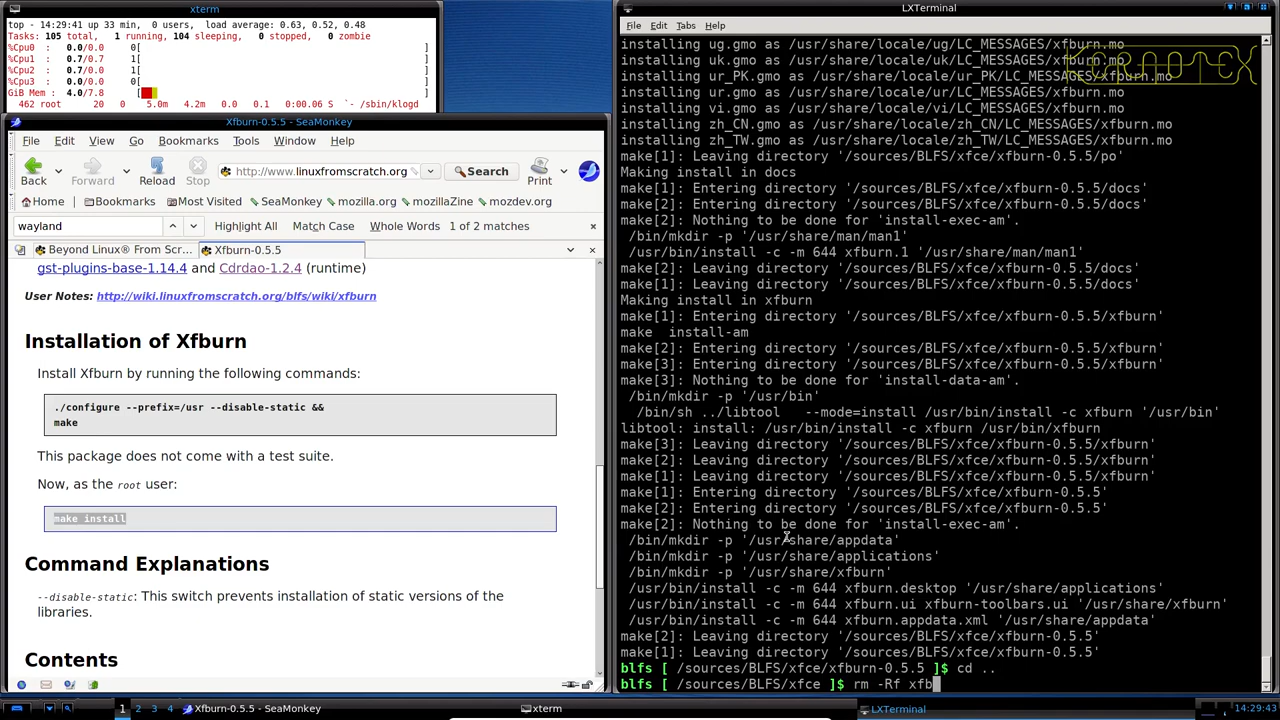 xterm
top - 14:29:41 up 33 min, 0 users, load average: 0.63, 0.52, 0.48
Tasks: 105 total, 1 running, 104 sleeping, 0 stopped, 0 zombie
%Cpu0 : 0.0/0.0 0[ ]
%Cpu1 : 0.7/0.7 1[ ]
%Cpu2 : 0.7/0.0 1[ ]
%Cpu3 : 0.0/0.0 0[ ]
GiB Mem : 4.0/7.8 [ ]
462 root 20 0 5.0m 4.2m 0.0 0.1 0:00.06 S `- /sbin/klogd
Xfburn-0.5.5 - SeaMonkey
File Edit View Go Bookmarks Tools Window Help
Back Forward Reload Stop http://www.linuxfromscratch.org Search Print
Home Bookmarks Most Visited SeaMonkey mozilla.org mozillaZine mozdev.org
wayland Highlight All Match Case Whole Words 1 of 2 matches
Beyond Linux® From Scr... Xfburn-0.5.5
gst-plugins-base-1.14.4 and Cdrdao-1.2.4 (runtime)
User Notes: http://wiki.linuxfromscratch.org/blfs/wiki/xfburn
Installation of Xfburn
Install Xfburn by running the following commands:
./configure --prefix=/usr --disable-static &&
make
This package does not come with a test suite.
Now, as the root user:
make install
Command Explanations
--disable-static: This switch prevents installation of static versions of the
libraries.
Contents
LXTerminal
File Edit Tabs Help
KERNOTEX
installing ug.gmo as /usr/share/locale/ug/LC_MESSAGES/xfburn.mo
installing uk.gmo as /usr/share/locale/uk/LC_MESSAGES/xfburn.mo
installing ur_PK.gmo as /usr/share/locale/ur_PK/LC_MESSAGES/xfburn.mo
installing ur.gmo as /usr/share/locale/ur/LC_MESSAGES/xfburn.mo
installing vi.gmo as /usr/share/locale/vi/LC_MESSAGES/xfburn.mo
installing zh_CN.gmo as /usr/share/locale/zh_CN/LC_MESSAGES/xfburn.mo
installing zh_TW.gmo as /usr/share/locale/zh_TW/LC_MESSAGES/xfburn.mo
make[1]: Leaving directory '/sources/BLFS/xfce/xfburn-0.5.5/po'
Making install in docs
make[1]: Entering directory '/sources/BLFS/xfce/xfburn-0.5.5/docs'
make[2]: Entering directory '/sources/BLFS/xfce/xfburn-0.5.5/docs'
make[2]: Nothing to be done for 'install-exec-am'.
/bin/mkdir -p '/usr/share/man/man1'
/usr/bin/install -c -m 644 xfburn.1 '/usr/share/man/man1'
make[2]: Leaving directory '/sources/BLFS/xfce/xfburn-0.5.5/docs'
make[1]: Leaving directory '/sources/BLFS/xfce/xfburn-0.5.5/docs'
Making install in xfburn
make[1]: Entering directory '/sources/BLFS/xfce/xfburn-0.5.5/xfburn'
make install-am
make[2]: Entering directory '/sources/BLFS/xfce/xfburn-0.5.5/xfburn'
make[3]: Entering directory '/sources/BLFS/xfce/xfburn-0.5.5/xfburn'
make[3]: Nothing to be done for 'install-data-am'.
/bin/mkdir -p '/usr/bin'
/bin/sh ../libtool --mode=install /usr/bin/install -c xfburn '/usr/bin'
libtool: install: /usr/bin/install -c xfburn /usr/bin/xfburn
make[3]: Leaving directory '/sources/BLFS/xfce/xfburn-0.5.5/xfburn'
make[2]: Leaving directory '/sources/BLFS/xfce/xfburn-0.5.5/xfburn'
make[1]: Leaving directory '/sources/BLFS/xfce/xfburn-0.5.5/xfburn'
make[1]: Entering directory '/sources/BLFS/xfce/xfburn-0.5.5'
make[2]: Entering directory '/sources/BLFS/xfce/xfburn-0.5.5'
make[2]: Nothing to be done for 'install-exec-am'.
/bin/mkdir -p '/usr/share/appdata'
/bin/mkdir -p '/usr/share/applications'
/bin/mkdir -p '/usr/share/xfburn'
/usr/bin/install -c -m 644 xfburn.desktop '/usr/share/applications'
/usr/bin/install -c -m 644 xfburn.ui xfburn-toolbars.ui '/usr/share/xfburn'
/usr/bin/install -c -m 644 xfburn.appdata.xml '/usr/share/appdata'
make[2]: Leaving directory '/sources/BLFS/xfce/xfburn-0.5.5'
make[1]: Leaving directory '/sources/BLFS/xfce/xfburn-0.5.5'
blfs [ /sources/BLFS/xfce/xfburn-0.5.5 ]$ cd ..
blfs [ /sources/BLFS/xfce ]$ rm -Rf xfb
1 2 3 4 Xfburn-0.5.5 - SeaMonkey xterm LXTerminal 14:29:43